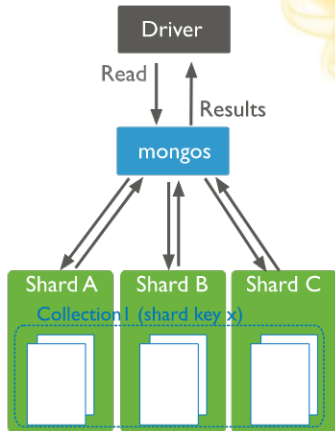 Driver
Read
Results
mongos
Shard A
Shard B
Shard C
Collection1 (shard key x)